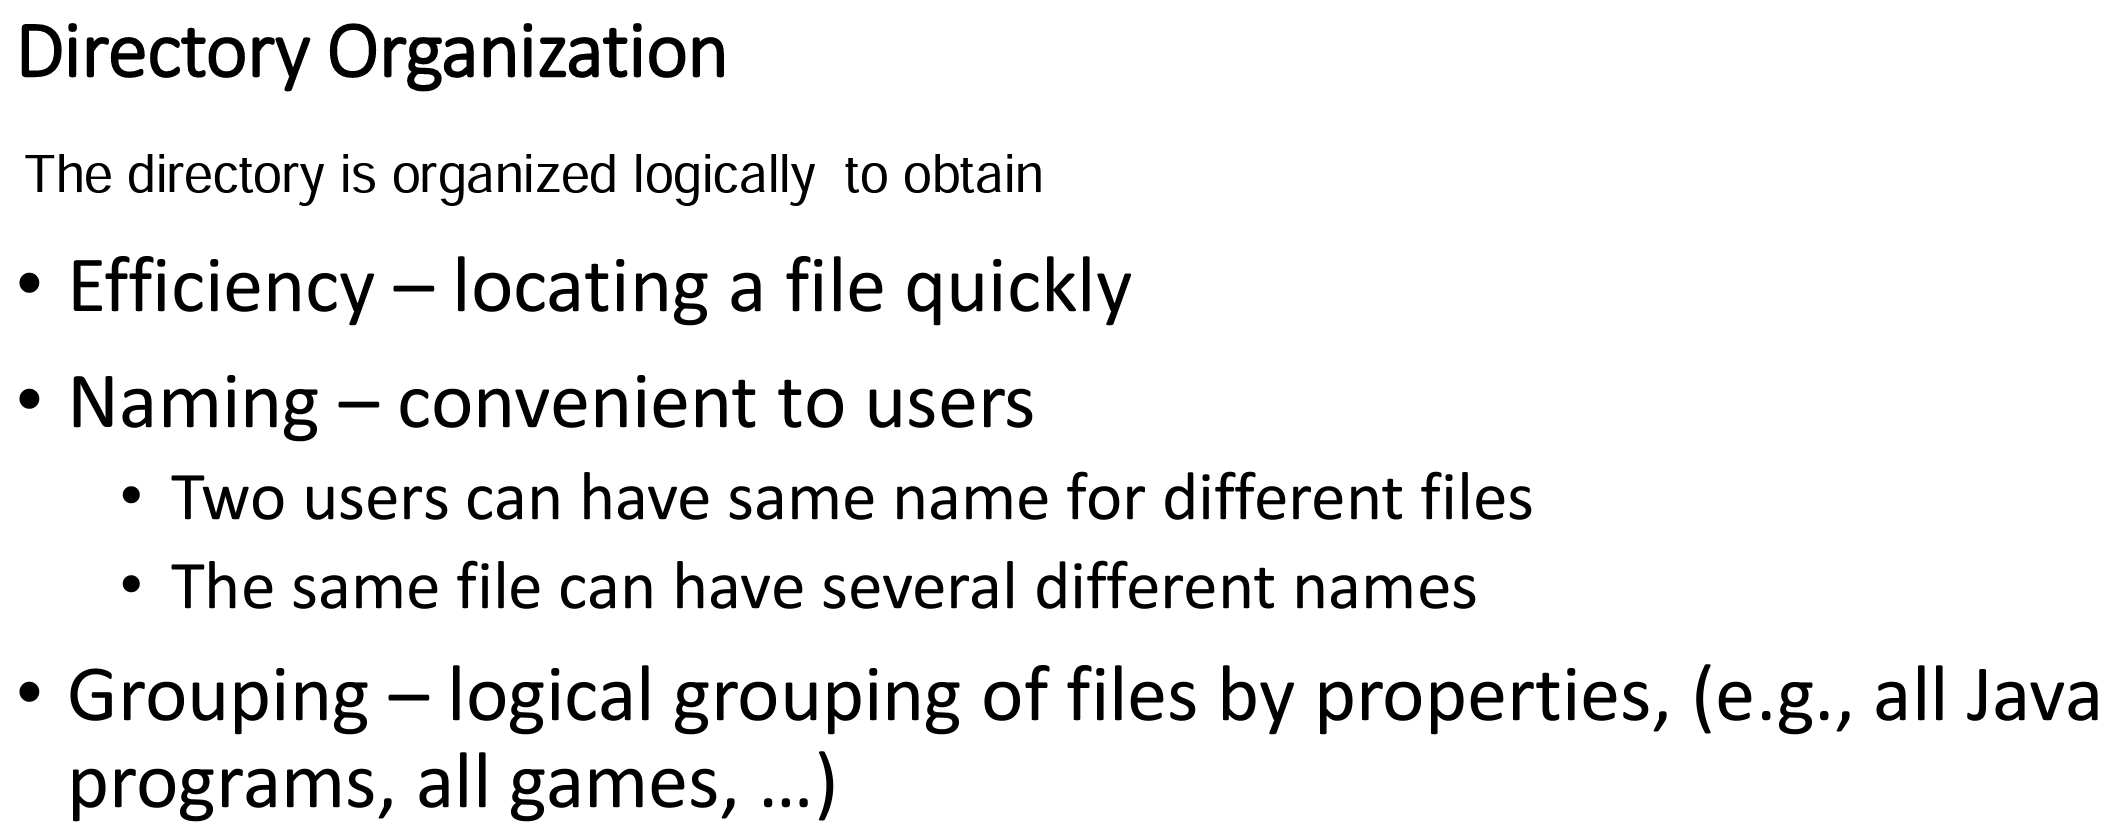 Directory Organization
The directory is organized logically  to obtain
• Efficiency – locating a file quickly
• Naming – convenient to users
• Two users can have same name for different files
• The same file can have several different names
• Grouping – logical grouping of files by properties, (e.g., all Java
programs, all games, …)